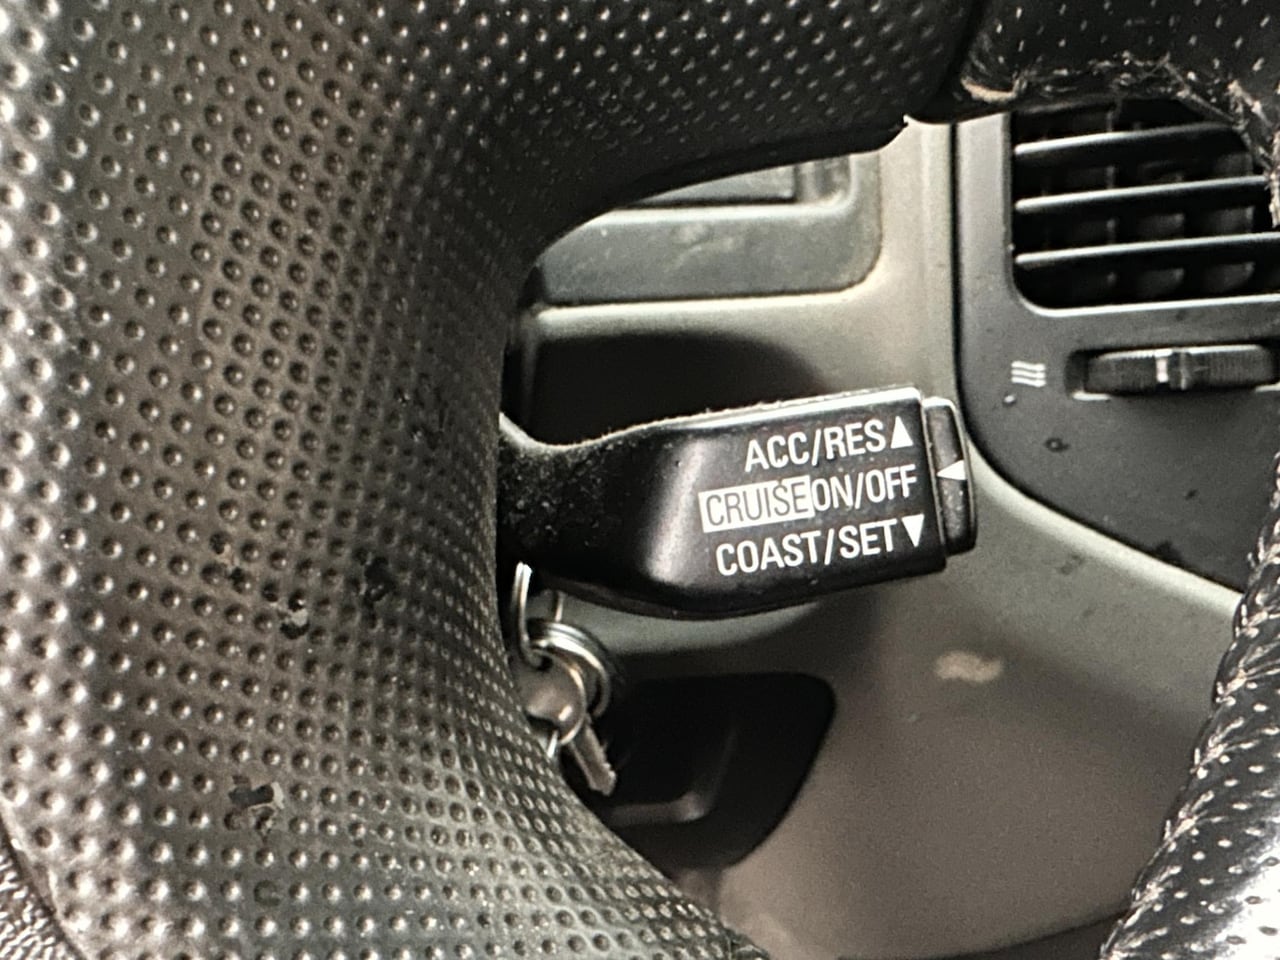 ACC/RES▲
CRUISE ON/OFF
COAST/SET▼